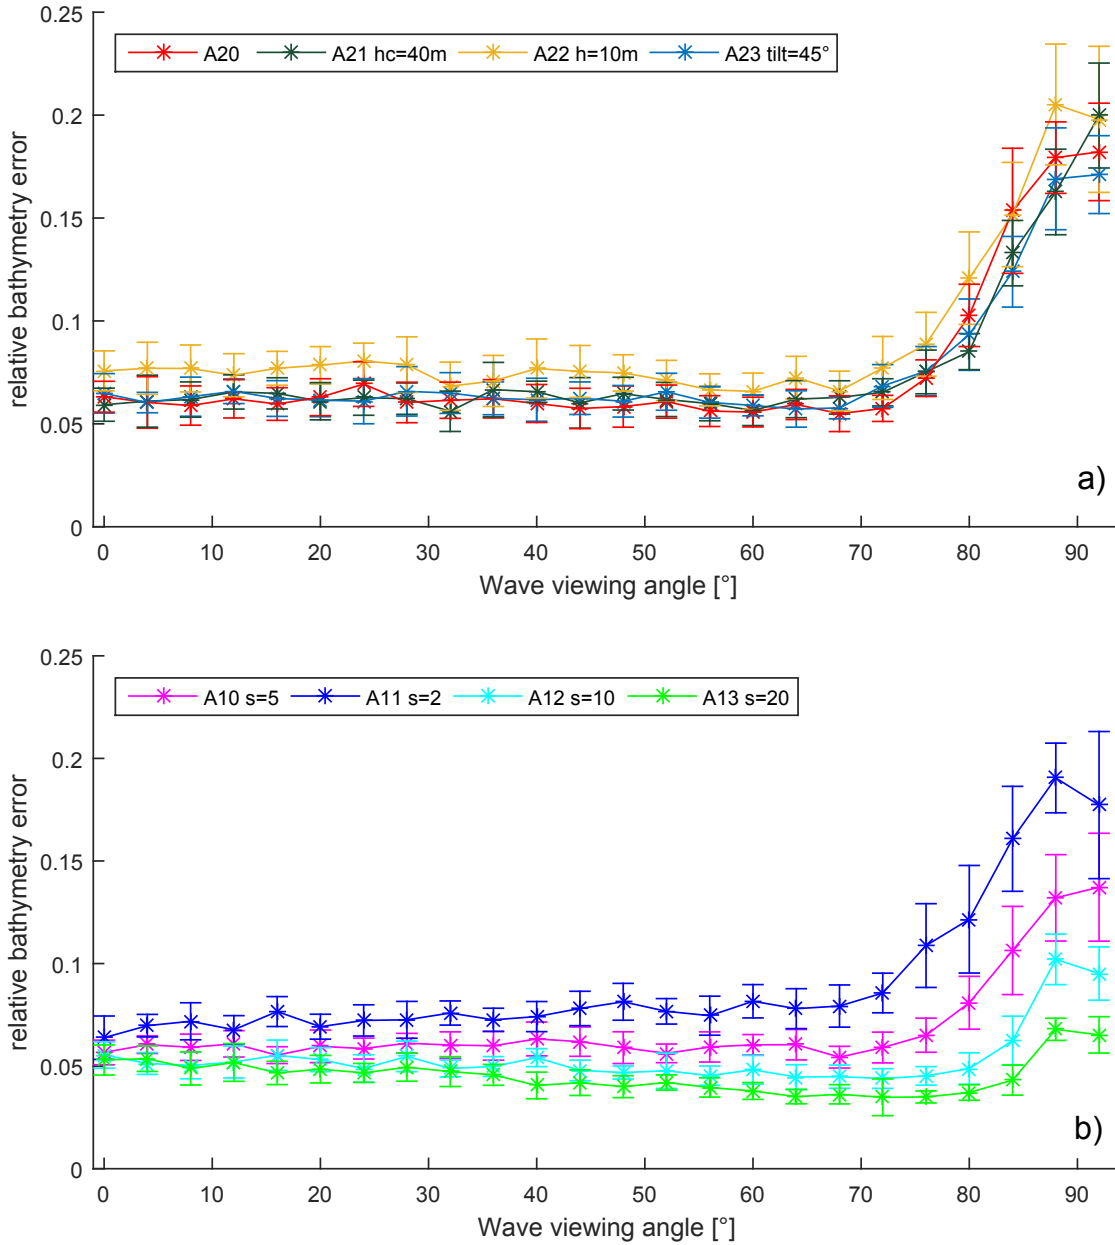 0.25
A20 A21 hc=40m A22 h=10m A23 tilt=45°
0.2
0.15
0.1
0.05
0
relative bathymetry error
a)
0 10 20 30 40 50 60 70 80 90
Wave viewing angle [°]
0.25
A10 s=5 A11 s=2 A12 s=10 A13 s=20
0.2
0.15
0.1
0.05
0
relative bathymetry error
b)
0 10 20 30 40 50 60 70 80 90
Wave viewing angle [°]